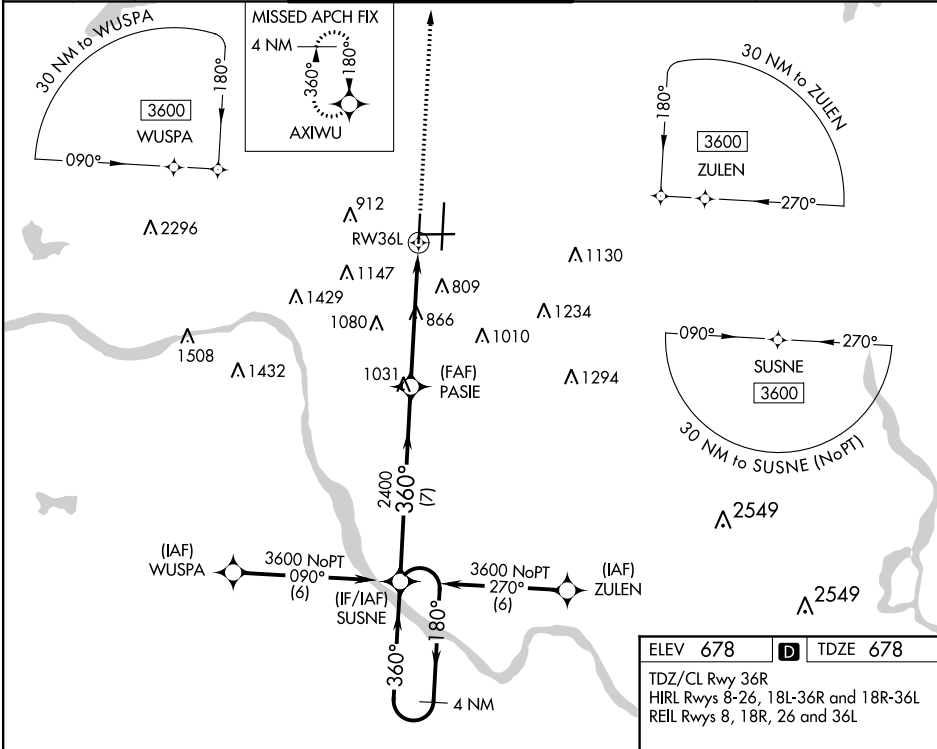 MISSED APCH FIX
4 NM
360°
180°
AXIWU
30 NM to WUSPA
180°
3600
WUSPA
090°
30 NM to ZULEN
180°
3600
ZULEN
270°
2296
912
RW36L
1147
809
1130
1429
1080
866
1234
1010
1508
1432
1031
(FAF)
PASIE
1294
090°
270°
SUSNE
3600
30 NM to SUSNE (NoPT)
2400
360°
(7)
2549
2549
(IAF)
WUSPA
3600 NoPT
090°
(6)
(IF/IAF)
SUSNE
3600 NoPT
270°
(6)
(IAF)
ZULEN
360°
180°
4 NM
ELEV 678 D TDZE 678
TDZ/CL Rwy 36R
HIRL Rwys 8-26, 18L-36R and 18R-36L
REIL Rwys 8, 18R, 26 and 36L